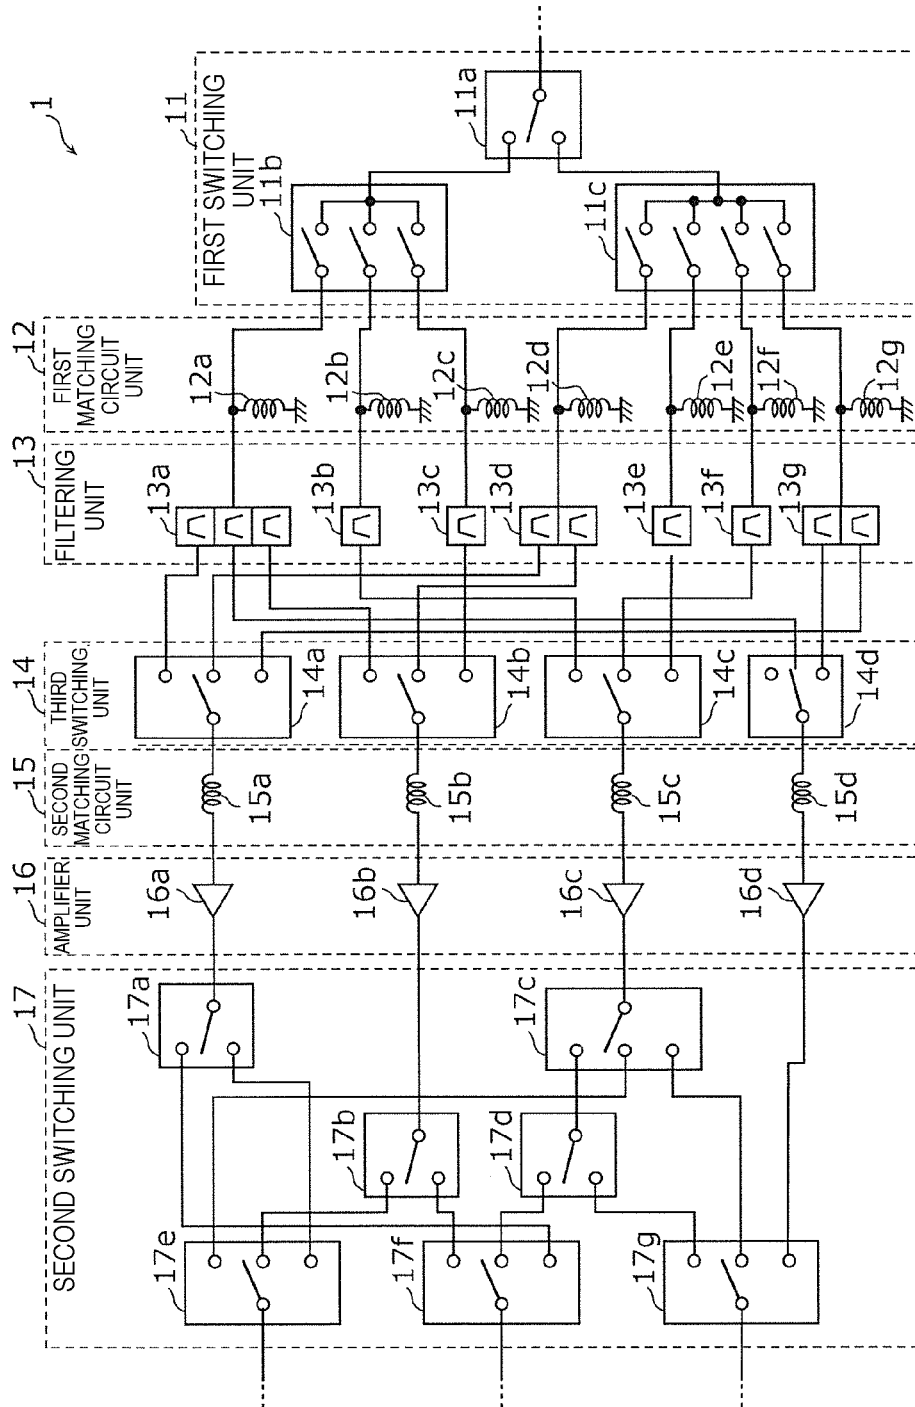 1
11
FIRST SWITCHING
UNIT
11a
11b
11c
12
FIRST
MATCHING
CIRCUIT
UNIT
12a
12b
12c
12d
12e
12f
12g
13
FILTERING
UNIT
13a
13b
13c
13d
13e
13f
13g
14
THIRD
SWITCHING
UNIT
14a
14b
14c
14d
15
SECOND
MATCHING
CIRCUIT
UNIT
15a
15b
15c
15d
16
AMPLIFIER
UNIT
16a
16b
16c
16d
17
SECOND SWITCHING UNIT
17a
17b
17c
17d
17e
17f
17g